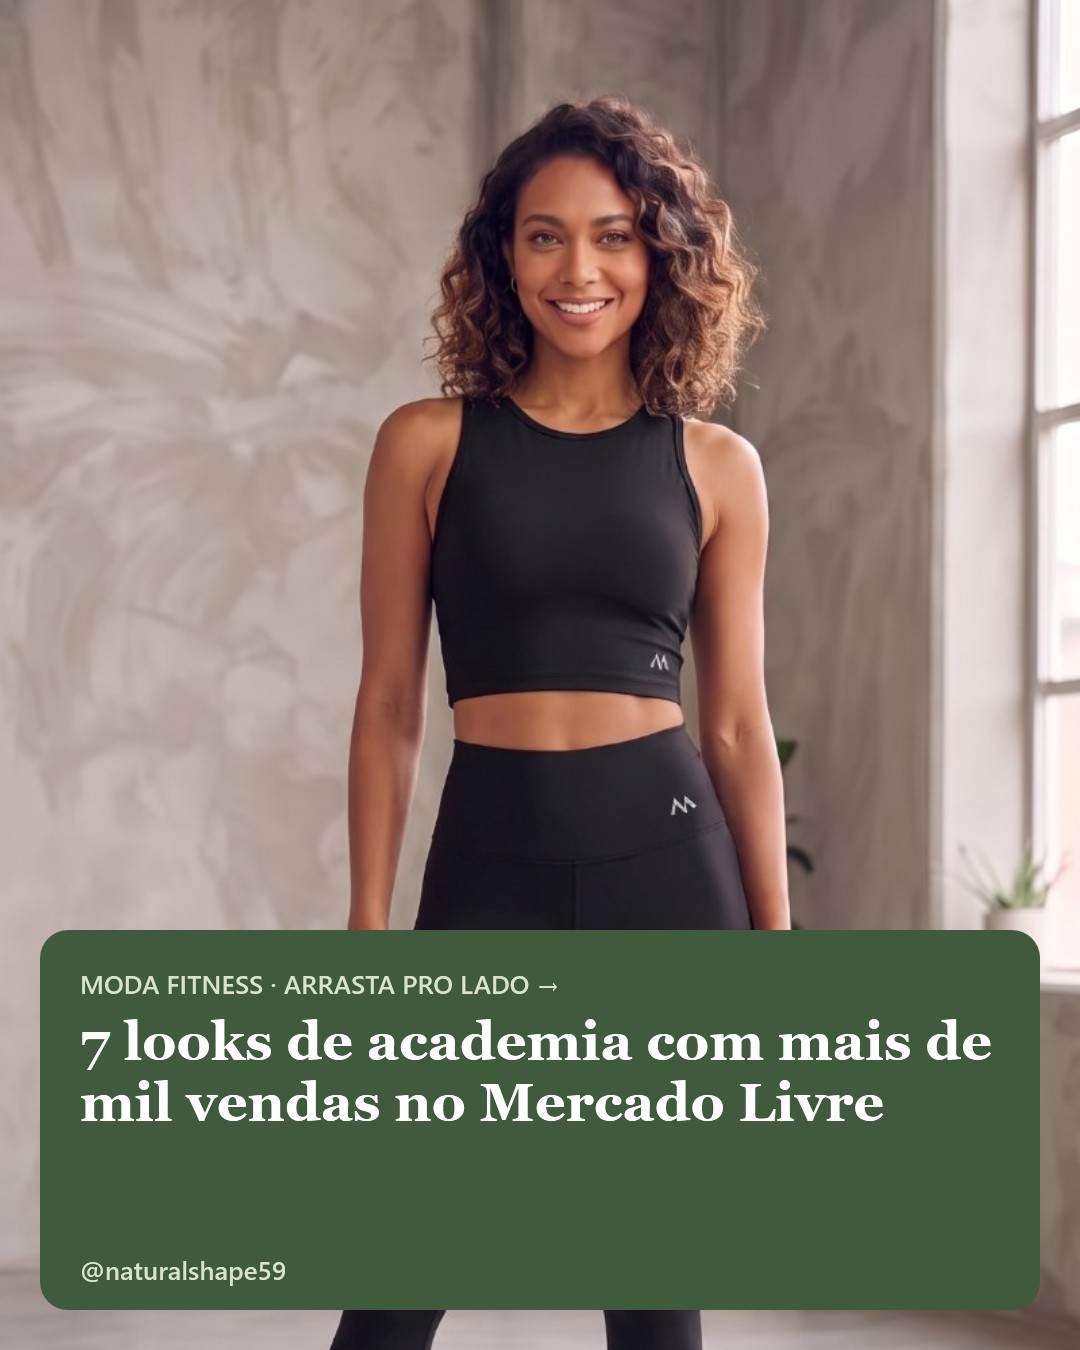 MODA FITNESS · ARRASTA PRO LADO →
7 looks de academia com mais de
mil vendas no Mercado Livre
@naturalshape59